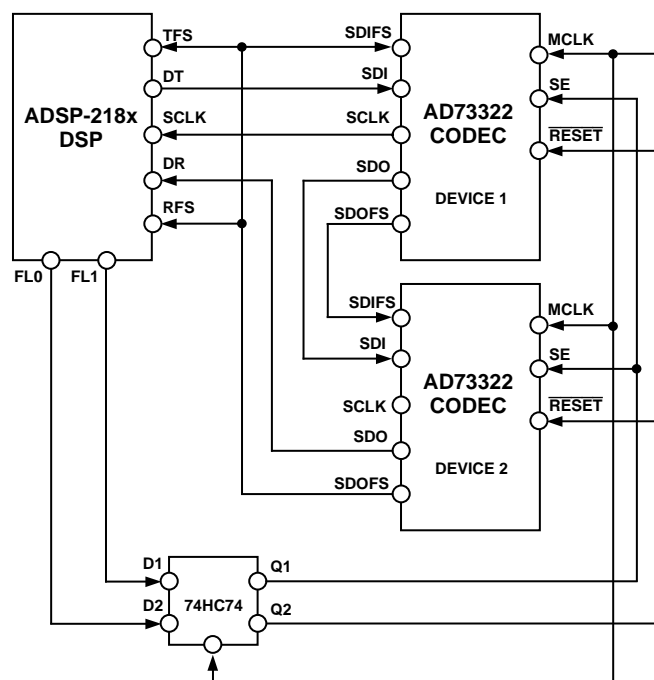 TFS
DT
SCLK
DR
RFS
ADSP-218x
DSP
FL0
FL1
SDIFS
SDI
SCLK
SDO
SDOFS
AD73322
CODEC
DEVICE 1
MCLK
SE
RESET
SDIFS
SDI
SCLK
SDO
SDOFS
AD73322
CODEC
DEVICE 2
MCLK
SE
RESET
D1
D2
74HC74
Q1
Q2